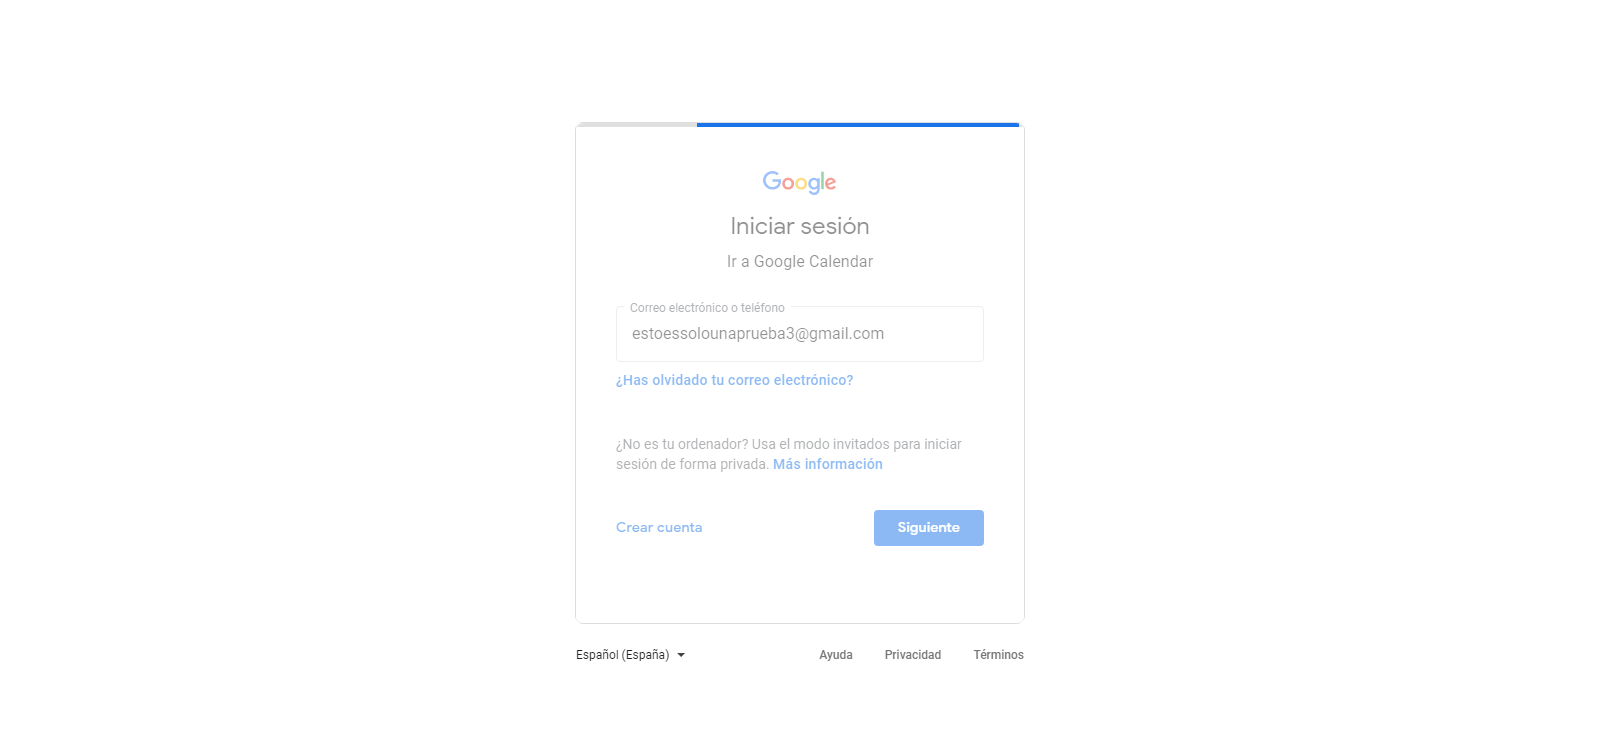 Google
Iniciar sesión
Ir a Google Calendar
Correo electrónico o teléfono
estoessolounaprueba3@gmail.com
¿Has olvidado tu correo electrónico?
¿No es tu ordenador? Usa el modo invitados para iniciar
sesión de forma privada. Más información
Crear cuenta
Siguiente
Español (España)
Ayuda
Privacidad
Términos